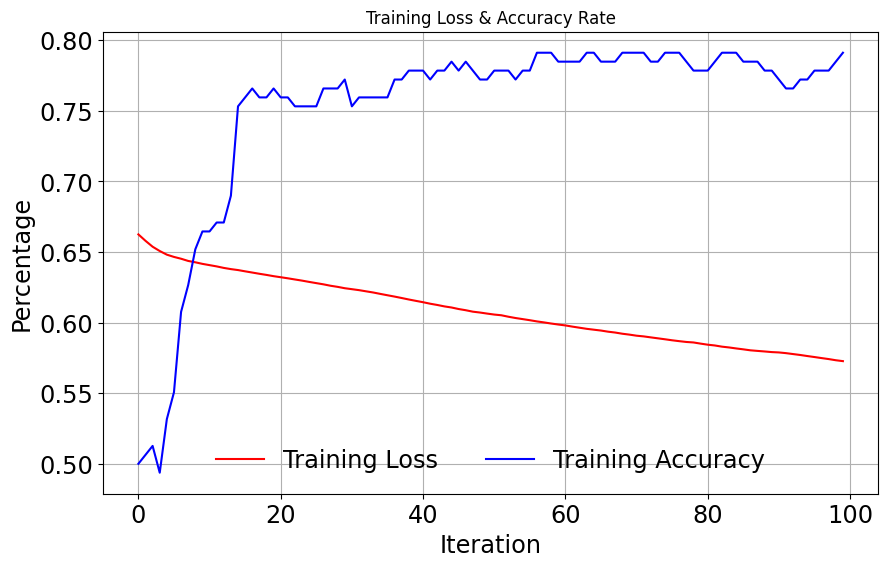 Training Loss & Accuracy Rate
0.80
0.75
0.70
0.65
0.60
0.55
0.50
Percentage
Training Loss Training Accuracy
0 20 40 60 80 100
Iteration